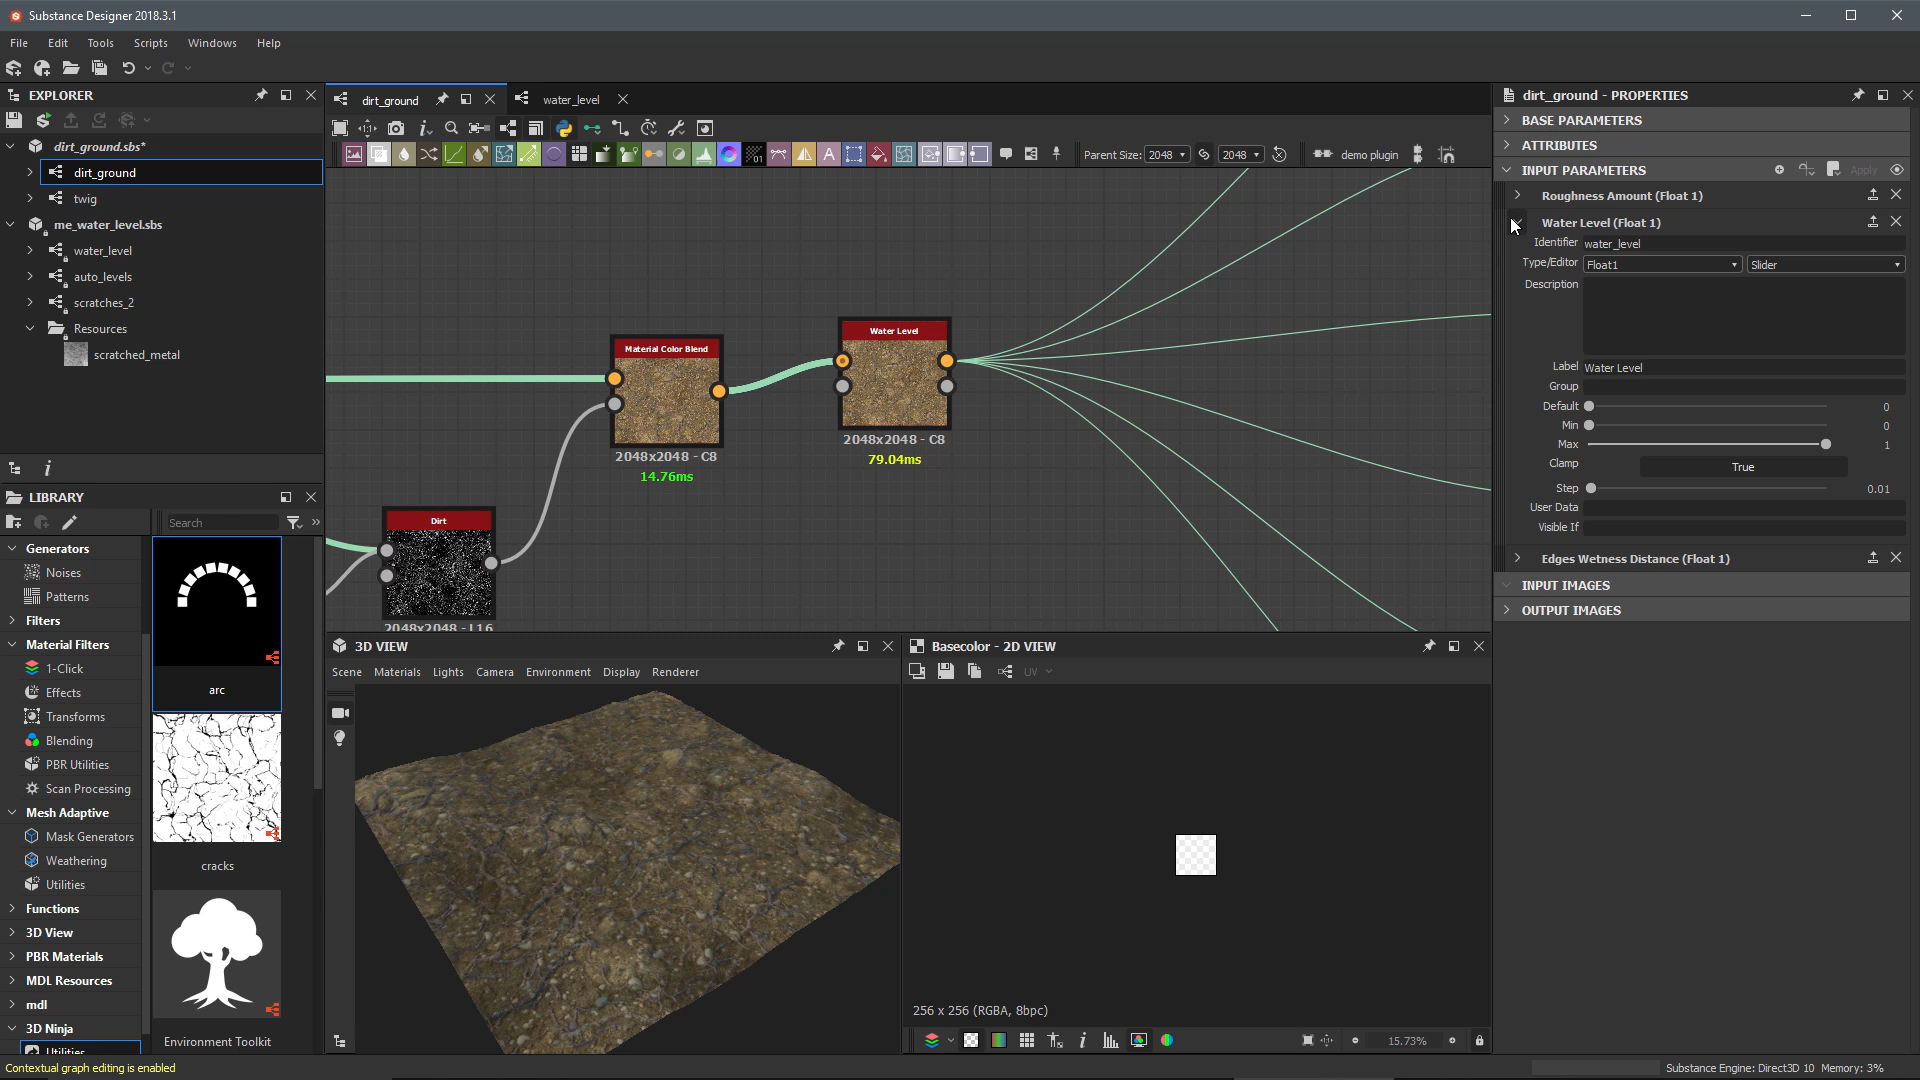 Substance Designer 2018.3.1
File Edit Tools Scripts Windows Help
EXPLORER
dirt_ground.sbs*
dirt_ground
twig
me_water_level.sbs
water_level
auto_levels
scratches_2
Resources
scratched_metal
LIBRARY
Search
Generators
Noises
Patterns
Filters
Material Filters
1-Click
Effects
Transforms
Blending
PBR Utilities
Scan Processing
Mesh Adaptive
Mask Generators
Weathering
Utilities
Functions
3D View
PBR Materials
MDL Resources
mdl
3D Ninja
Utilities
arc
cracks
Environment Toolkit
dirt_ground water_level
Parent Size: 2048 2048 demo plugin
Material Color Blend
2048x2048 - C8
14.76ms
Water Level
2048x2048 - C8
79.04ms
Dirt
2048x2048 - L16
3D VIEW
Scene Materials Lights Camera Environment Display Renderer
Basecolor - 2D VIEW
UV
256 x 256 (RGBA, 8bpc)
15.73%
dirt_ground - PROPERTIES
BASE PARAMETERS
ATTRIBUTES
INPUT PARAMETERS Apply
Roughness Amount (Float 1)
Water Level (Float 1)
Identifier water_level
Type/Editor Float1 Slider
Description
Label Water Level
Group
Default 0
Min 0
Max 1
Clamp True
Step 0.01
User Data
Visible If
Edges Wetness Distance (Float 1)
INPUT IMAGES
OUTPUT IMAGES
Contextual graph editing is enabled
Substance Engine: Direct3D 10 Memory: 3%